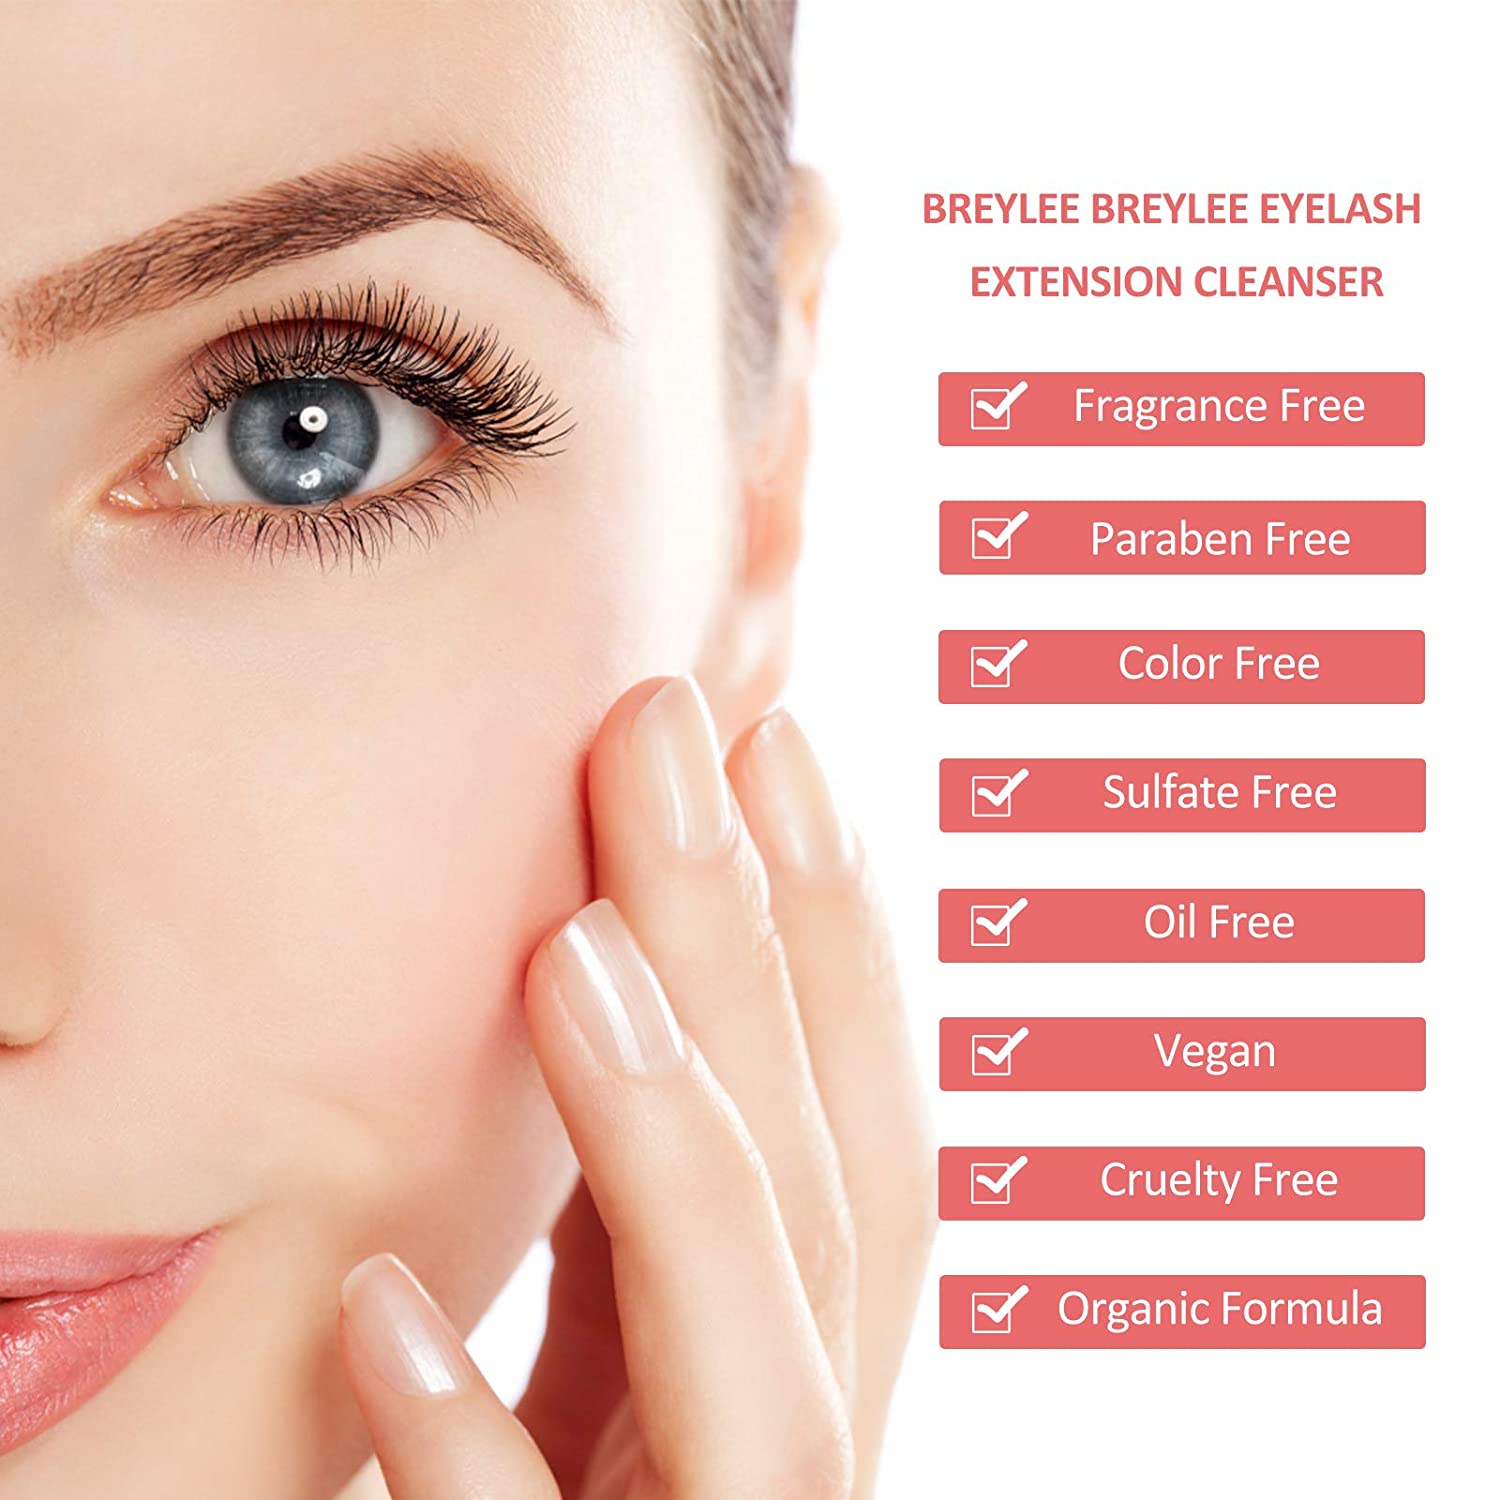 BREYLEE BREYLEE EYELASH
EXTENSION CLEANSER
Fragrance Free
Paraben Free
Color Free
Sulfate Free
Oil Free
Vegan
Cruelty Free
Organic Formula